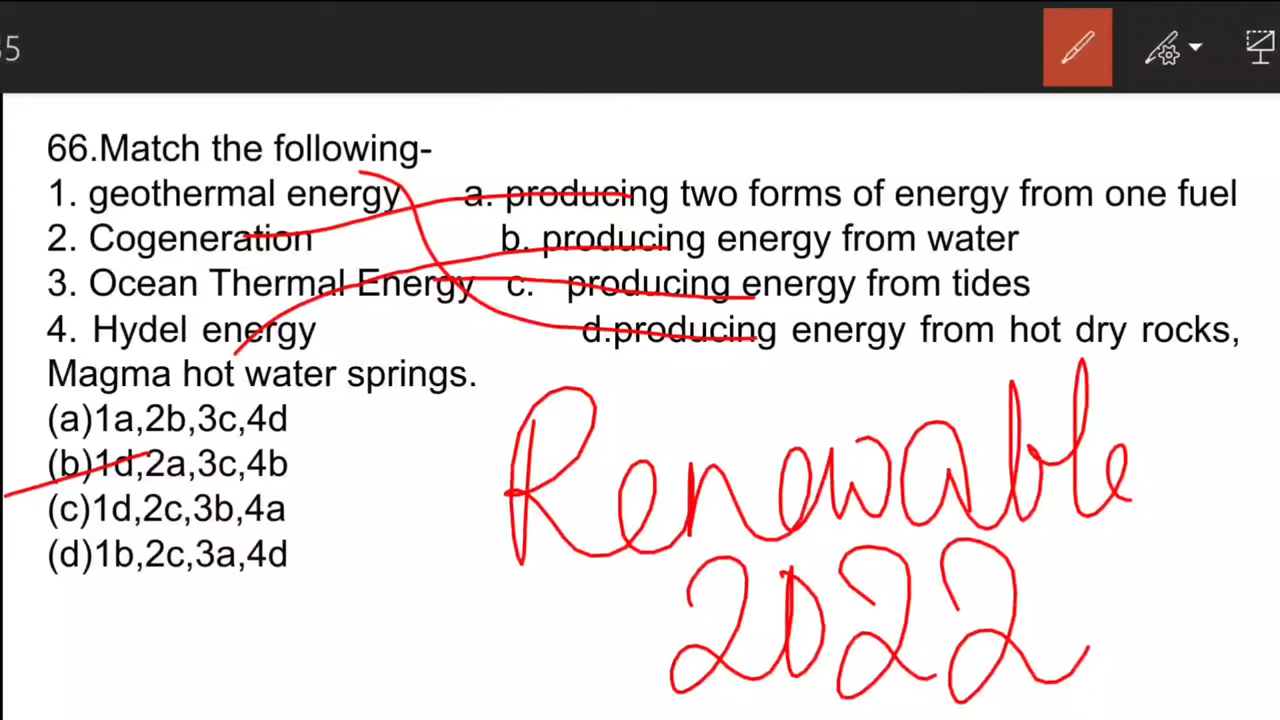 5
66.Match the following-
1. geothermal energy a. producing two forms of energy from one fuel
2. Cogeneration b. producing energy from water
3. Ocean Thermal Energy c. producing energy from tides
4. Hydel energy d.producing energy from hot dry rocks,
Magma hot water springs.
(a)1a,2b,3c,4d
(b)1d,2a,3c,4b
(c)1d,2c,3b,4a
(d)1b,2c,3a,4d
Renewable
2022